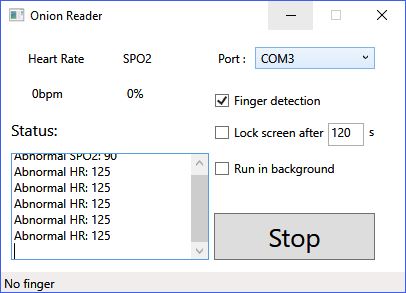 Onion Reader
Heart Rate SPO2 Port : COM3
0bpm 0%
Finger detection
Status:
Lock screen after 120 s
Abnormal SPO2: 90
Abnormal HR: 125
Run in background
Abnormal HR: 125
Abnormal HR: 125
Abnormal HR: 125
Abnormal HR: 125
Stop
No finger